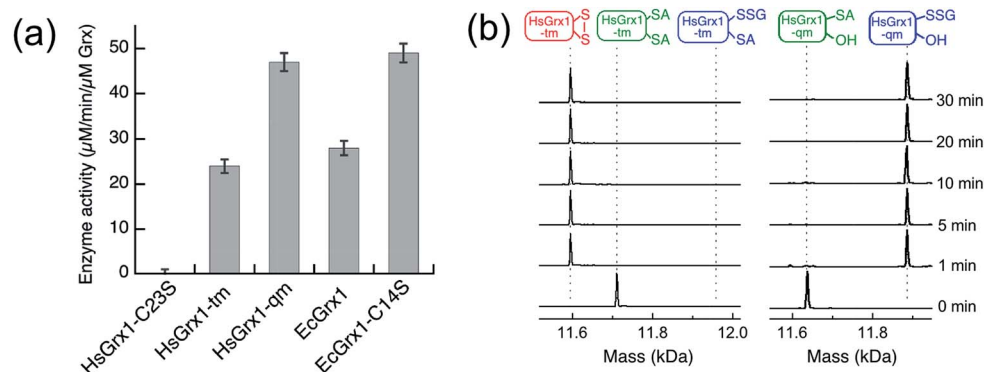 (a)
Enzyme activity (µM/min/µM Grx)
50
40
30
20
10
0
HsGrx1-C23S
HsGrx1-tm
HsGrx1-qm
EcGrx1
EcGrx1-C14S
(b)
HsGrx1
-tm
S
S
HsGrx1
-tm
SA
SA
HsGrx1
-tm
SSG
SA
HsGrx1
-qm
SA
OH
HsGrx1
-qm
SSG
OH
30 min
20 min
10 min
5 min
1 min
0 min
11.6 11.8 12.0
Mass (kDa)
11.6 11.8
Mass (kDa)